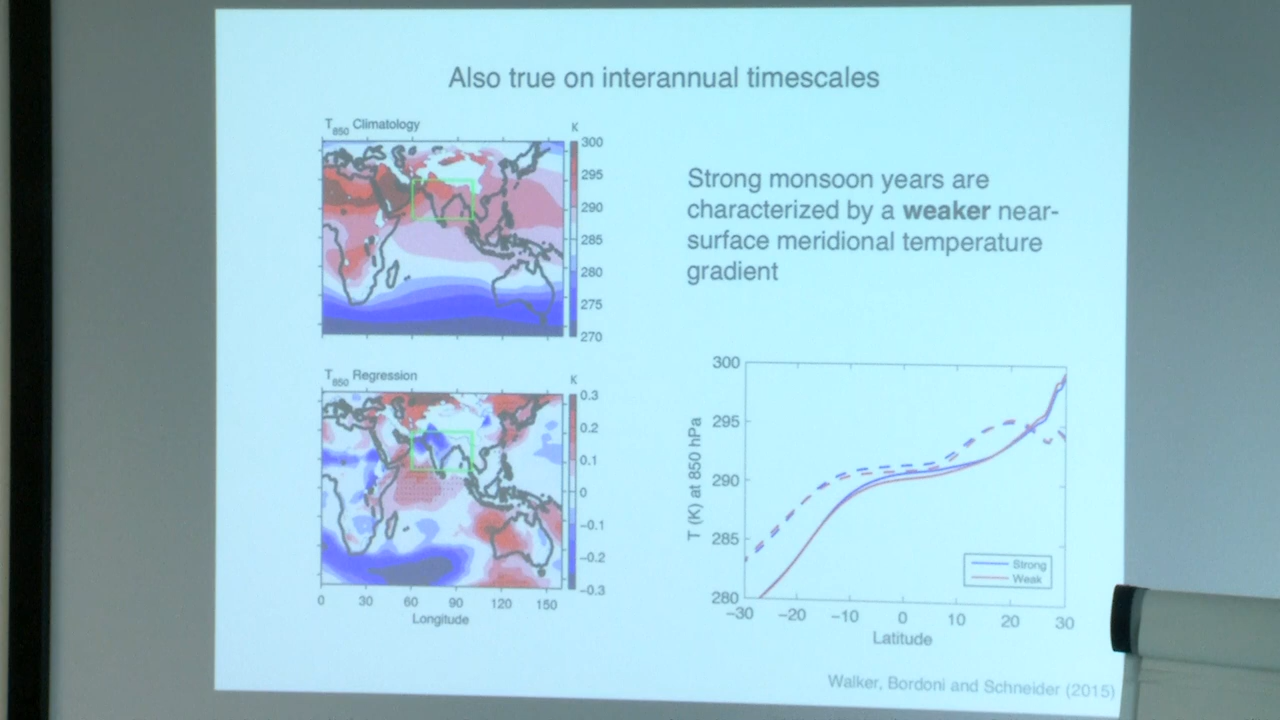 Also true on interannual timescales
T850 Climatology
K
300
295
290
285
280
275
270
Strong monsoon years are
characterized by a weaker near-
surface meridional temperature
gradient
T850 Regression
K
0.3
0.2
0.1
0
−0.1
−0.2
−0.3
0 30 60 90 120 150
Longitude
300
295
290
285
280
T (K) at 850 hPa
Strong
Weak
−30 −20 −10 0 10 20 30
Latitude
Walker, Bordoni and Schneider (2015)